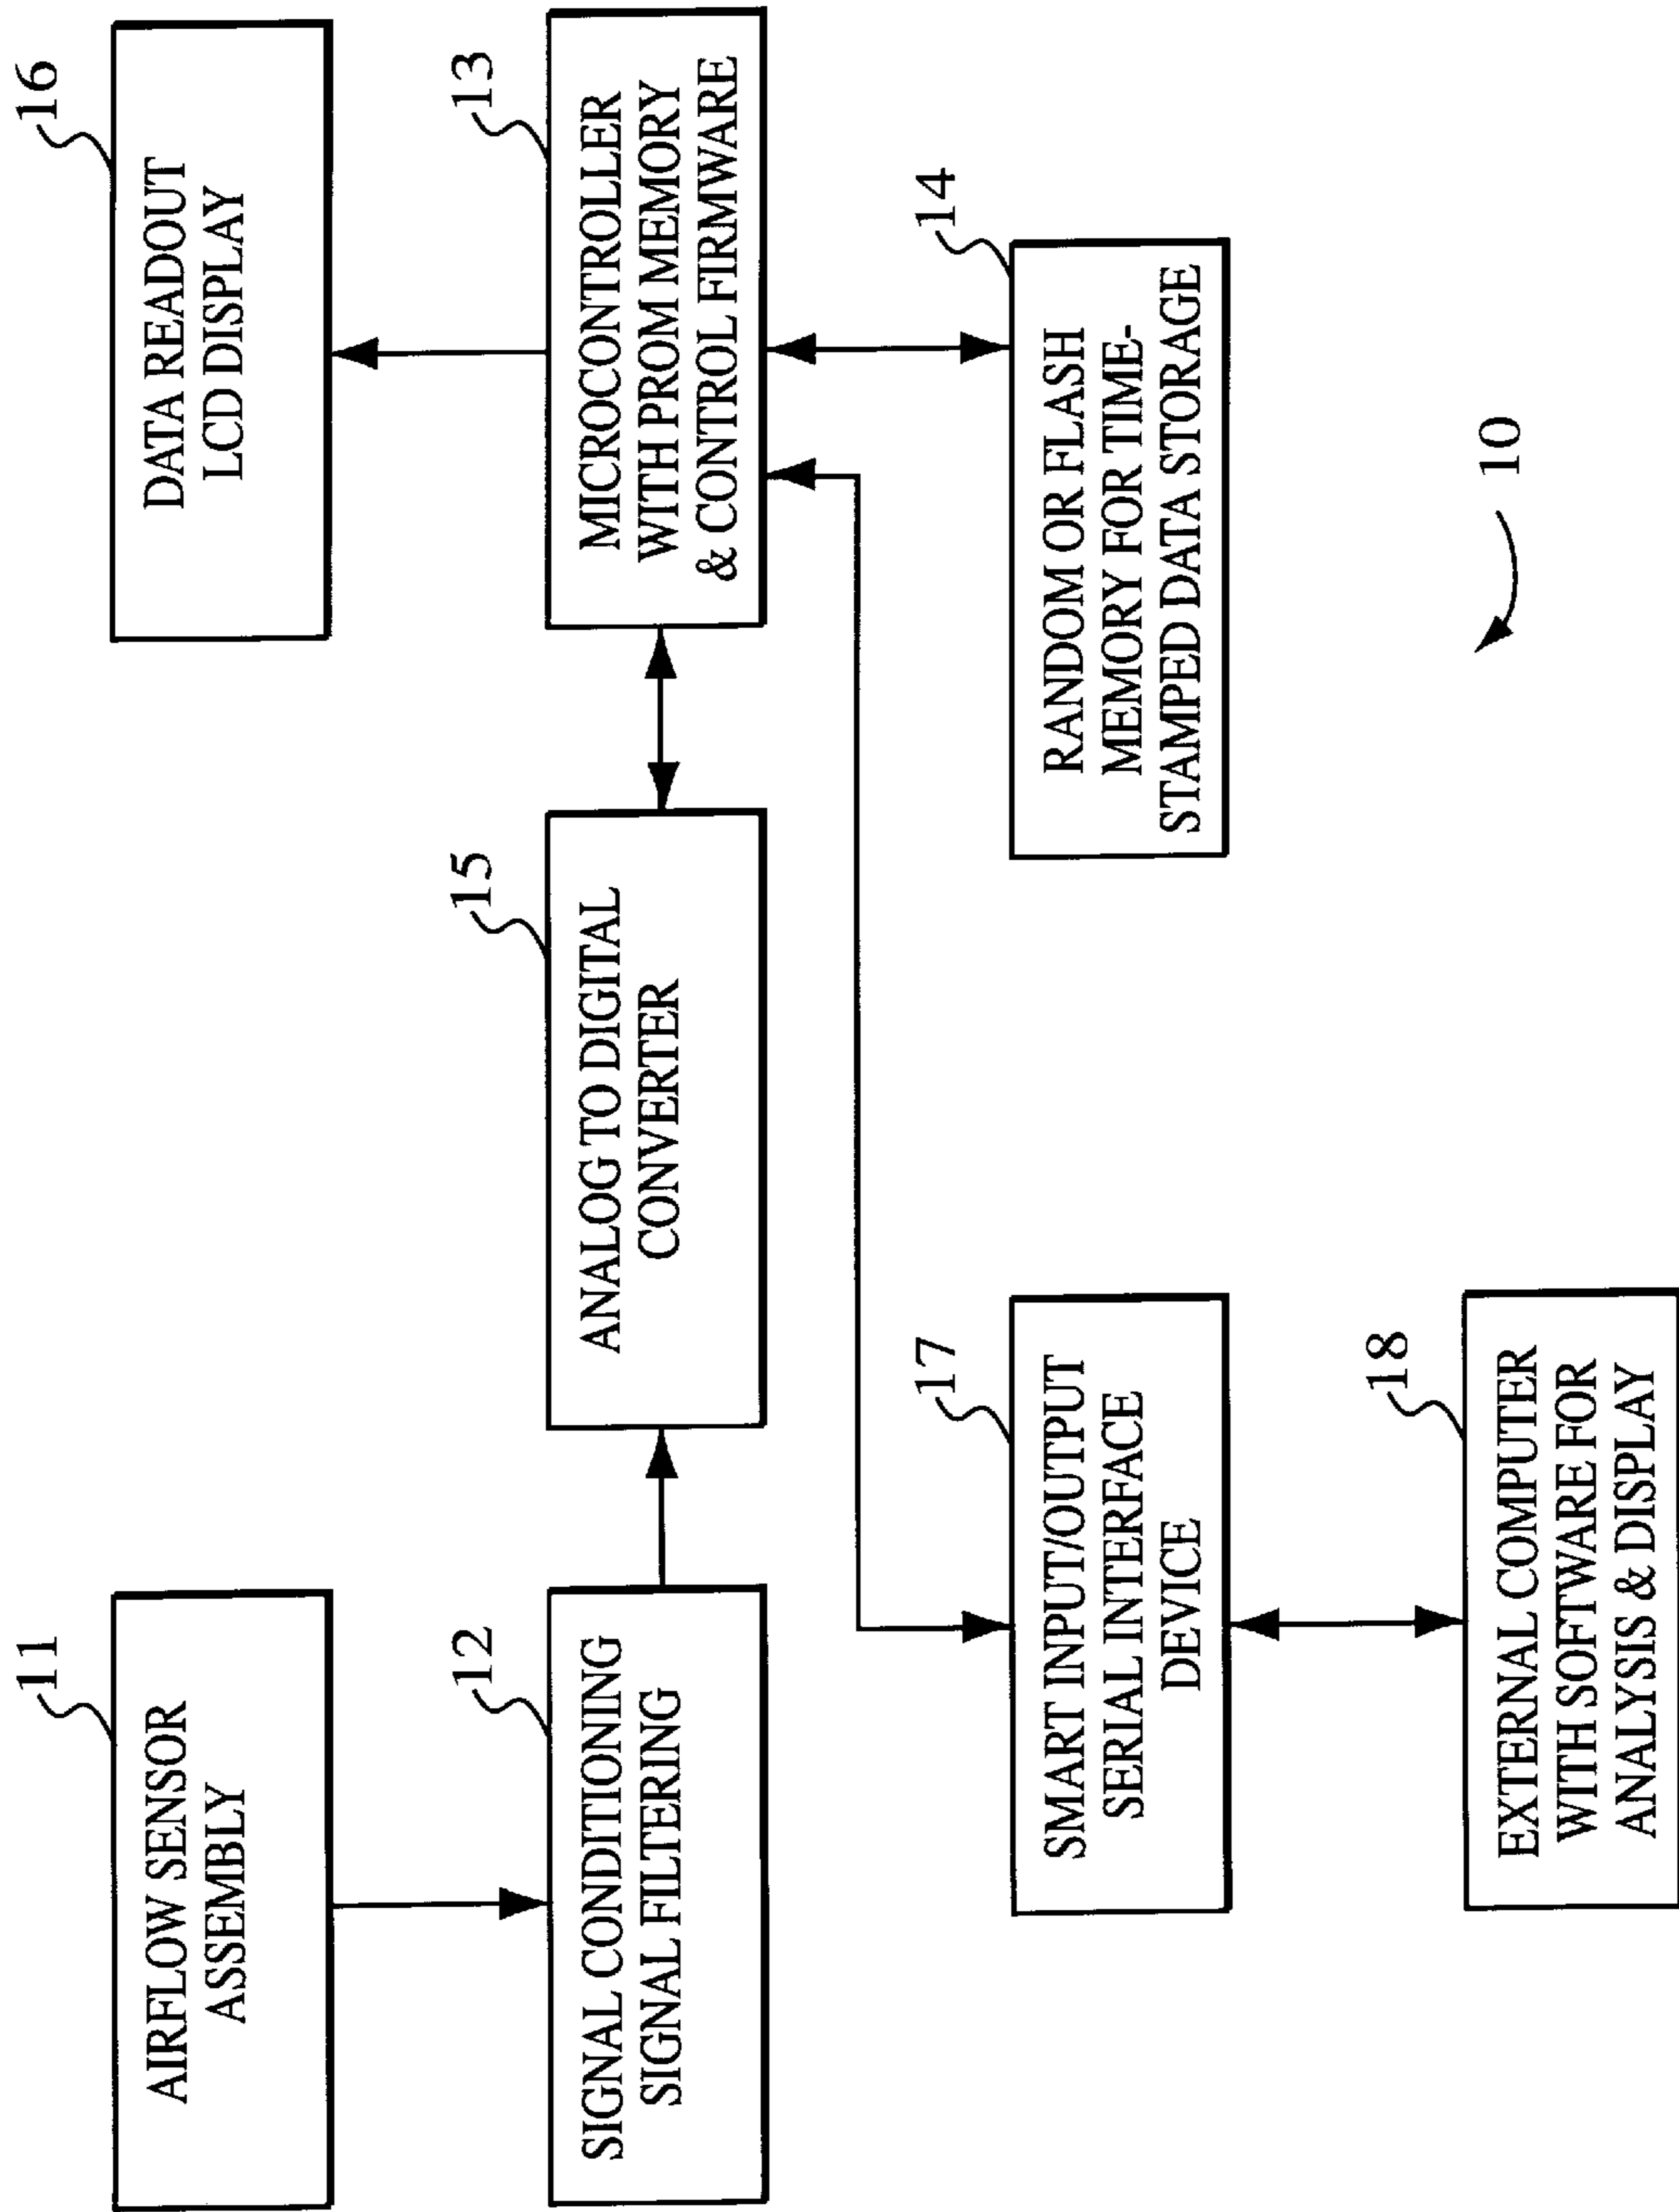 11
AIRFLOW SENSOR
ASSEMBLY
16
DATA READOUT
LCD DISPLAY
12
SIGNAL CONDITIONING
SIGNAL FILTERING
15
ANALOG TO DIGITAL
CONVERTER
13
MICROCONTROLLER
WITH PROM MEMORY
& CONTROL FIRMWARE
17
SMART INPUT/OUTPUT
SERIAL INTERFACE
DEVICE
14
RANDOM OR FLASH
MEMORY FOR TIME-
STAMPED DATA STORAGE
18
EXTERNAL COMPUTER
WITH SOFTWARE FOR
ANALYSIS & DISPLAY
10